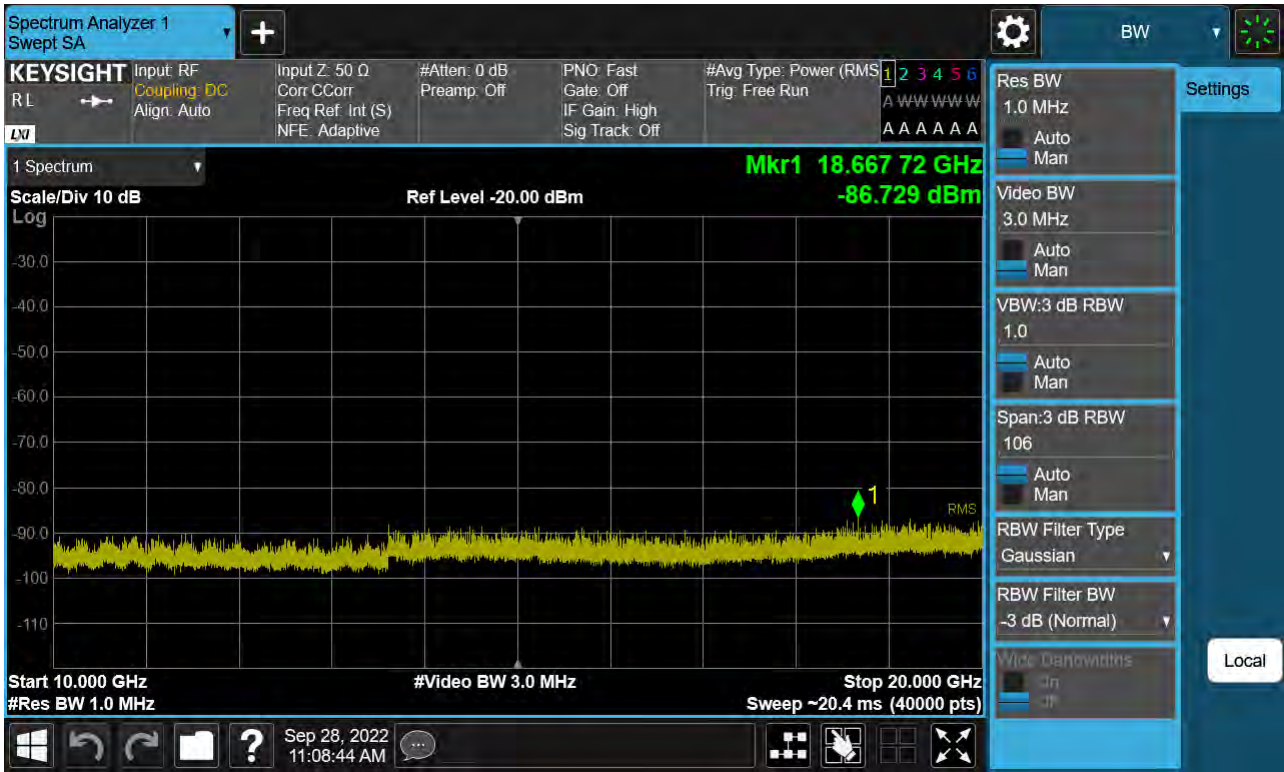 Spectrum Analyzer 1
Swept SA
BW
KEYSIGHT
RL
LXI
Input: RF
Coupling: DC
Align: Auto
Input Z: 50 Ω
Corr CCorr
Freq Ref: Int (S)
NFE: Adaptive
#Atten: 0 dB
Preamp: Off
PNO: Fast
Gate: Off
IF Gain: High
Sig Track: Off
#Avg Type: Power (RMS
Trig: Free Run
1 2 3 4 5 6
A W W W W W
A A A A A A
1 Spectrum
Scale/Div 10 dB
Ref Level -20.00 dBm
Mkr1 18.667 72 GHz
-86.729 dBm
Log
-30.0
-40.0
-50.0
-60.0
-70.0
-80.0
-90.0
-100
-110
1
RMS
Start 10.000 GHz
#Video BW 3.0 MHz
Stop 20.000 GHz
#Res BW 1.0 MHz
Sweep ~20.4 ms (40000 pts)
Res BW
1.0 MHz
Auto
Man
Video BW
3.0 MHz
Auto
Man
VBW:3 dB RBW
1.0
Auto
Man
Span:3 dB RBW
106
Auto
Man
RBW Filter Type
Gaussian
RBW Filter BW
-3 dB (Normal)
Settings
Local
?
Sep 28, 2022
11:08:44 AM